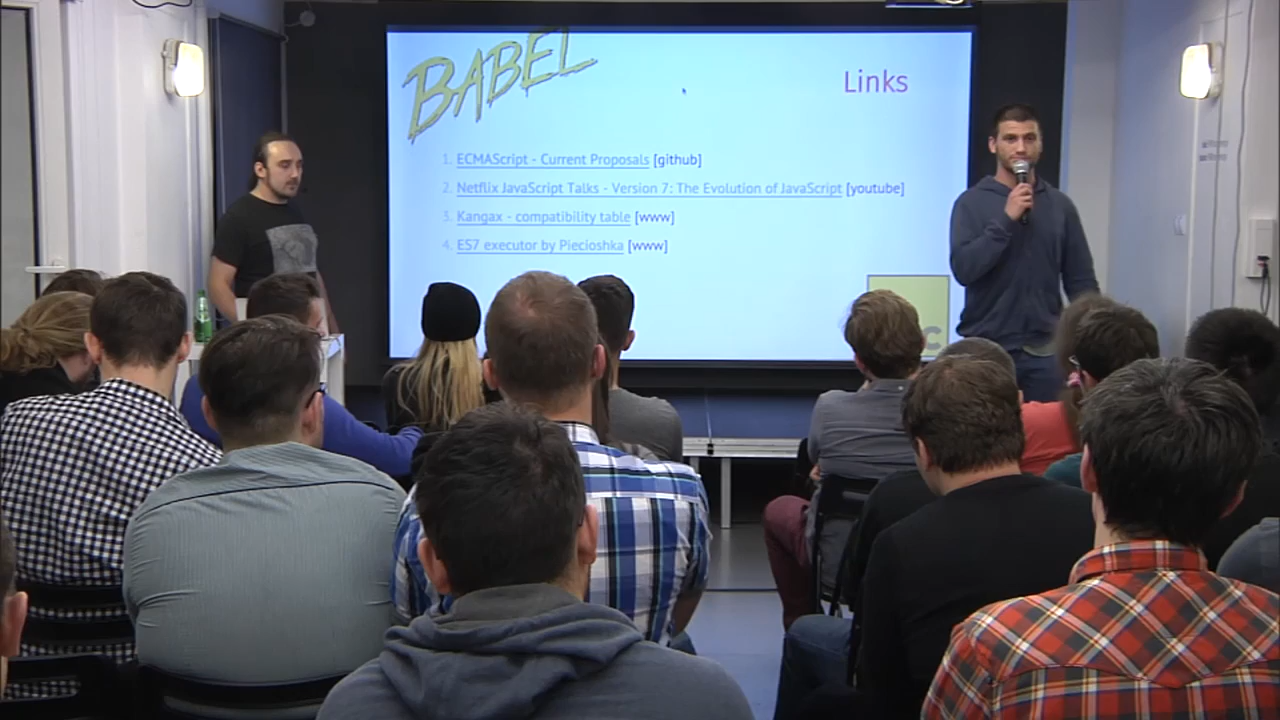 BABEL
Links
1. ECMAScript - Current Proposals [github]
2. Netflix JavaScript Talks - Version 7: The Evolution of JavaScript [youtube]
3. Kangax - compatibility table [www]
4. ES7 executor by Piecioshka [www]